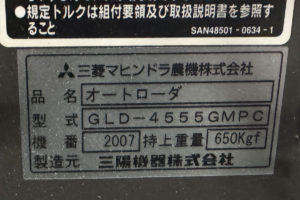 ●規定トルクは組付要領及び取扱説明書を参照す
ること
SAN48501-0634-1
三菱マヒンドラ農機株式会社
品名 オートローダ
型式 GLD-4555GMPC
機番 2007 持上重量 650Kgf
製造元 三陽機器株式会社